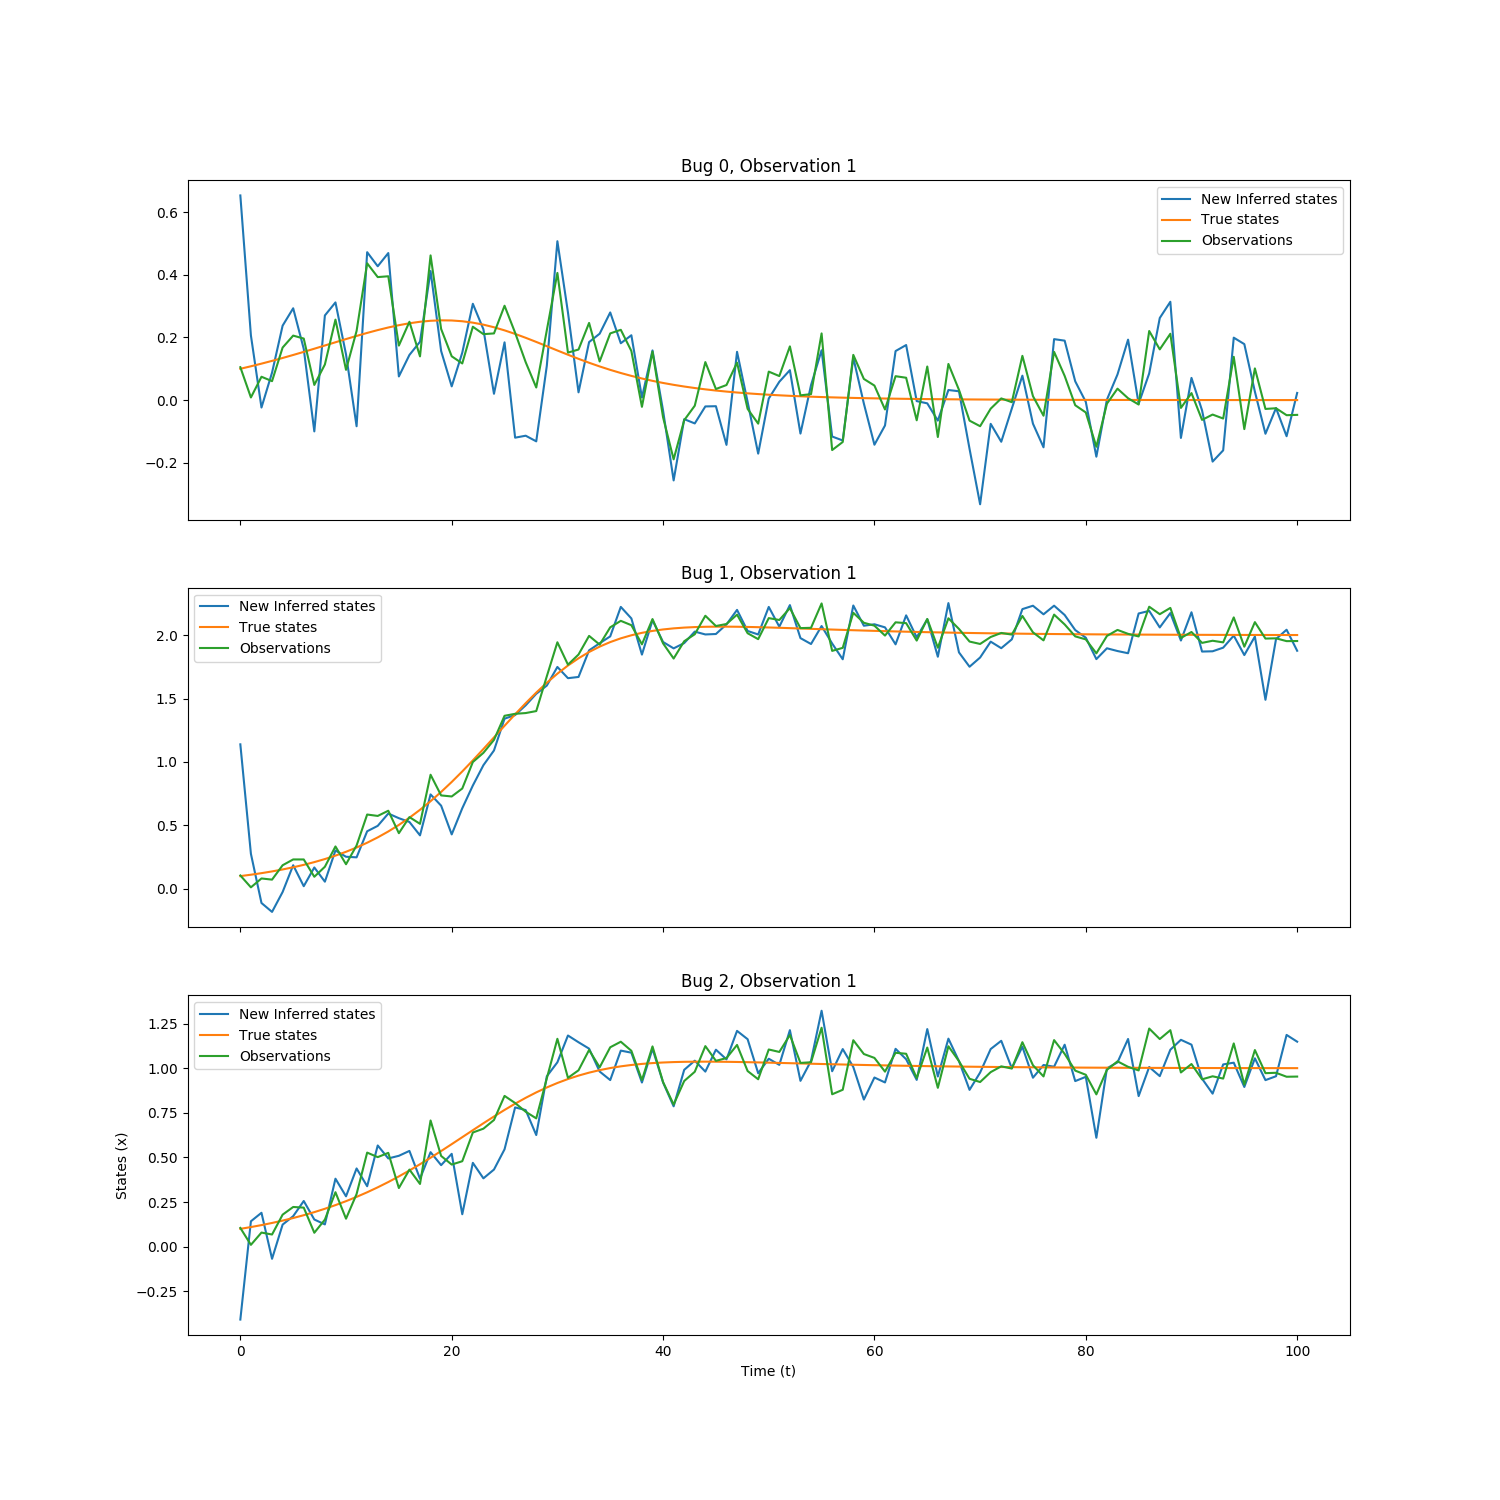 Bug 0, Observation 1
New Inferred states
True states
Observations
0.6
0.4
0.2
0.0
−0.2
Bug 1, Observation 1
New Inferred states
True states
Observations
2.0
1.5
1.0
0.5
0.0
Bug 2, Observation 1
New Inferred states
True states
Observations
1.25
1.00
0.75
0.50
0.25
0.00
−0.25
States (x)
0 20 40 60 80 100
Time (t)